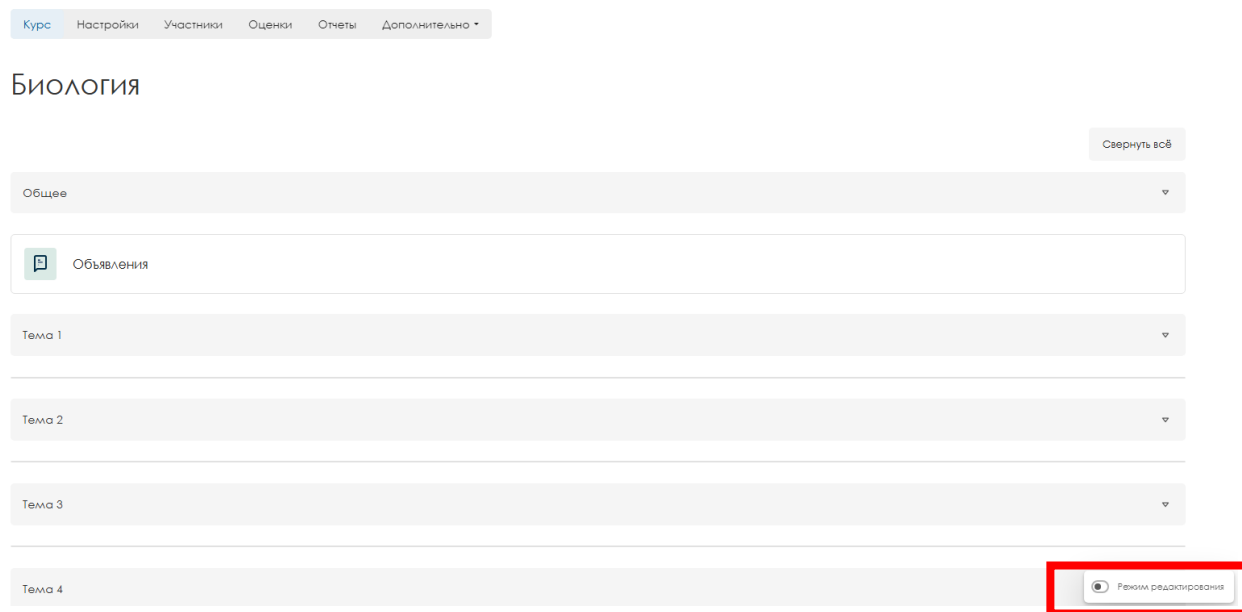 Курс Настройки Участники Оценки Отчеты Дополнительно
Биология
Свернуть всё
Общее
Объявления
Тема 1
Тема 2
Тема 3
Тема 4
Режим редактирования